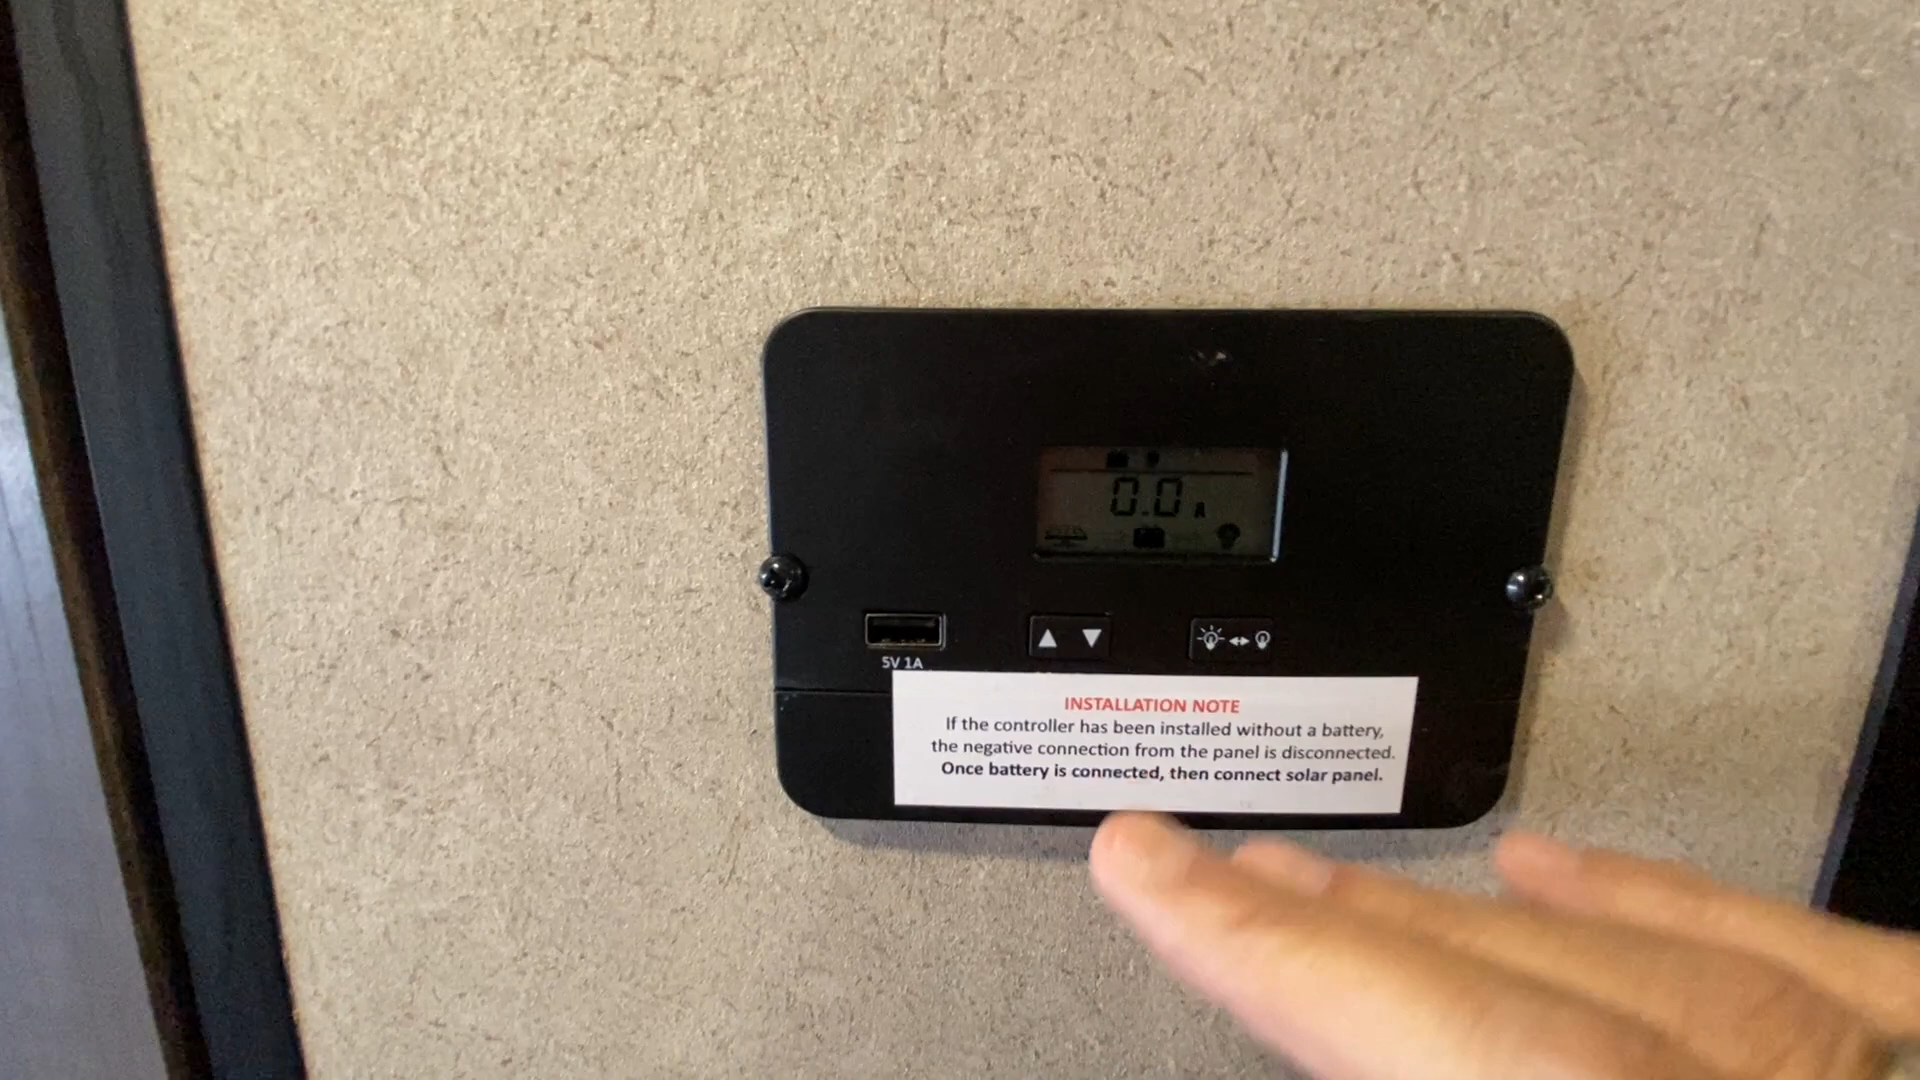 0.0 A
5V 1A
INSTALLATION NOTE
If the controller has been installed without a battery,
the negative connection from the panel is disconnected.
Once battery is connected, then connect solar panel.